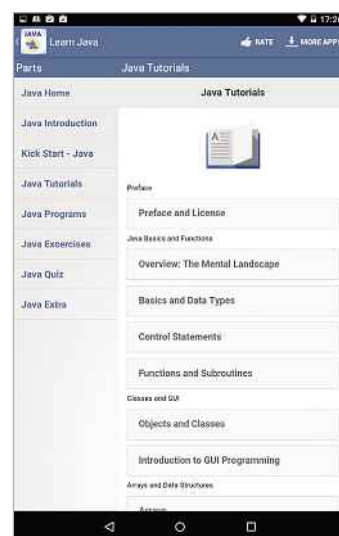 17:26
JAVA
Learn Java
RATE
MORE APPS
Parts
Java Tutorials
Java Home
Java Introduction
Kick Start - Java
Java Tutorials
Java Programs
Java Excercises
Java Quiz
Java Extra
Java Tutorials
A
Preface
Preface and License
Java Basics and Functions
Overview: The Mental Landscape
Basics and Data Types
Control Statements
Functions and Subroutines
Classes and GUI
Objects and Classes
Introduction to GUI Programming
Arrays and Data Structures
Arrays